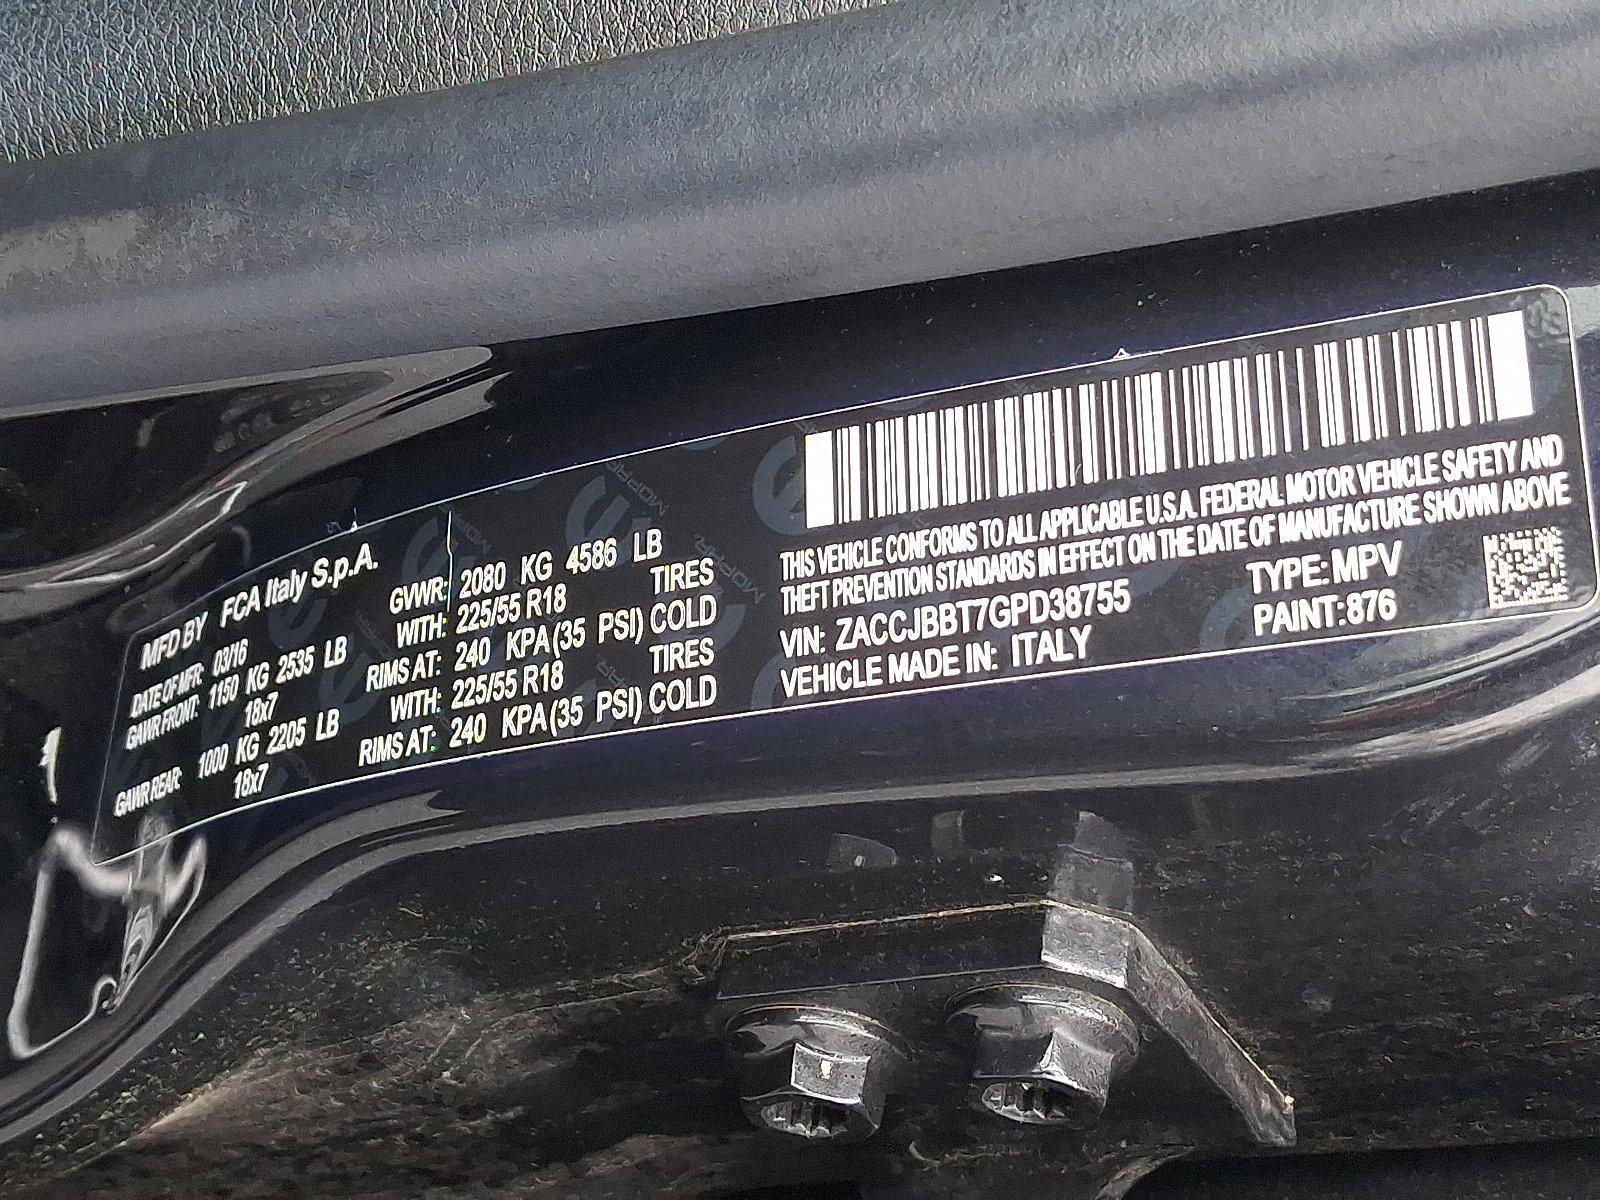 MFD BY FCA Italy S.p.A.
DATE OF MFR: 03/16 GVWR: 2080 KG 4586 LB
GAWR FRONT: 1150 KG 2535 LB WITH: 225/55 R18 TIRES
18x7 RIMS AT: 240 KPA (35 PSI) COLD
GAWR REAR: 1000 KG 2205 LB WITH: 225/55 R18 TIRES
18x7 RIMS AT: 240 KPA (35 PSI) COLD
THIS VEHICLE CONFORMS TO ALL APPLICABLE U.S.A. FEDERAL MOTOR VEHICLE SAFETY AND
THEFT PREVENTION STANDARDS IN EFFECT ON THE DATE OF MANUFACTURE SHOWN ABOVE
VIN: ZACCJBBT7GPD38755 TYPE: MPV
VEHICLE MADE IN: ITALY PAINT: 876